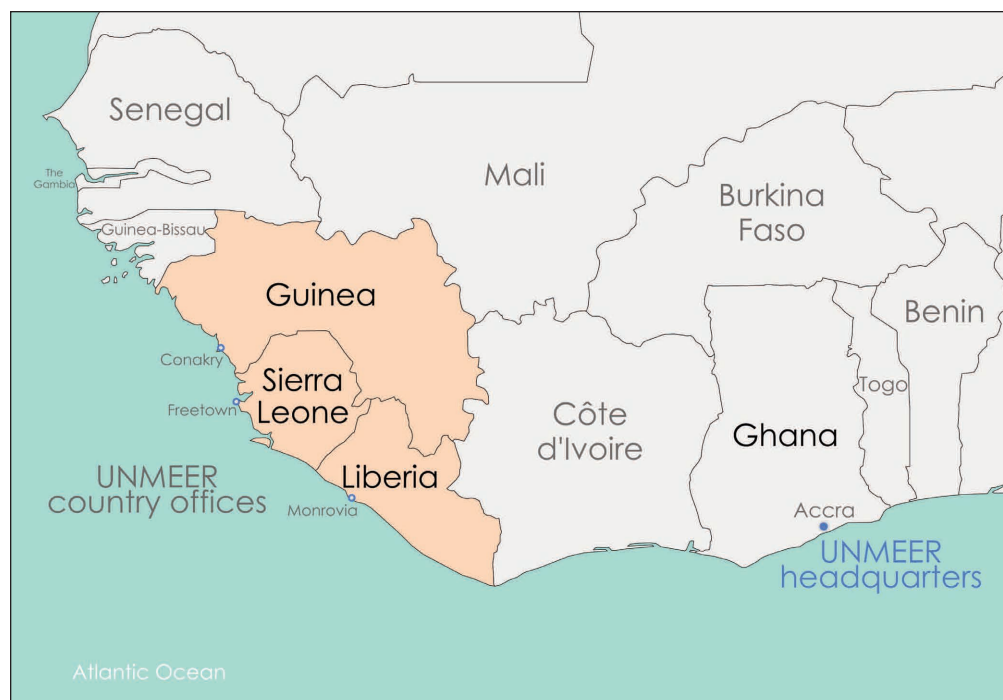 Senegal
Mali
The
Gambia
Burkina
Faso
Guinea-Bissau
Guinea
Benin
Conakry
Sierra
Leone
Togo
Freetown
Côte
d'Ivoire
Ghana
Liberia
UNMEER
country offices
Monrovia
Accra
UNMEER
headquarters
Atlantic Ocean